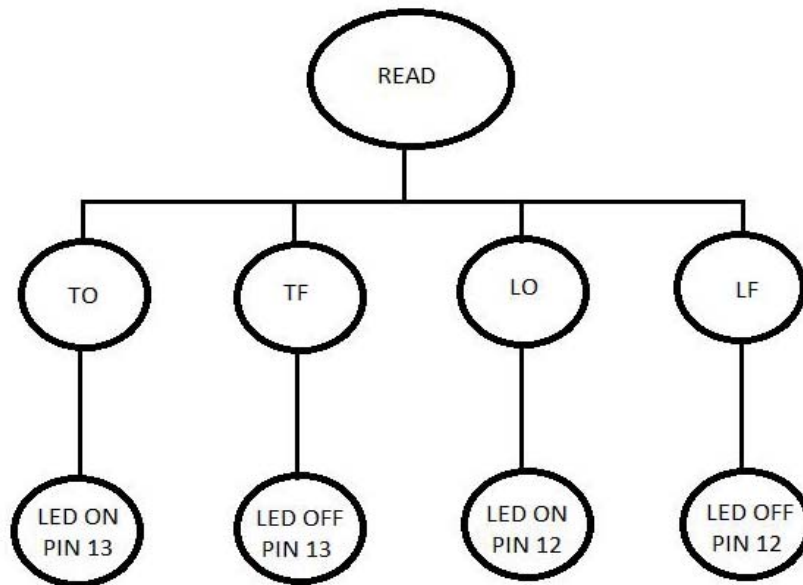 READ
TO
TF
LO
LF
LED ON
PIN 13
LED OFF
PIN 13
LED ON
PIN 12
LED OFF
PIN 12